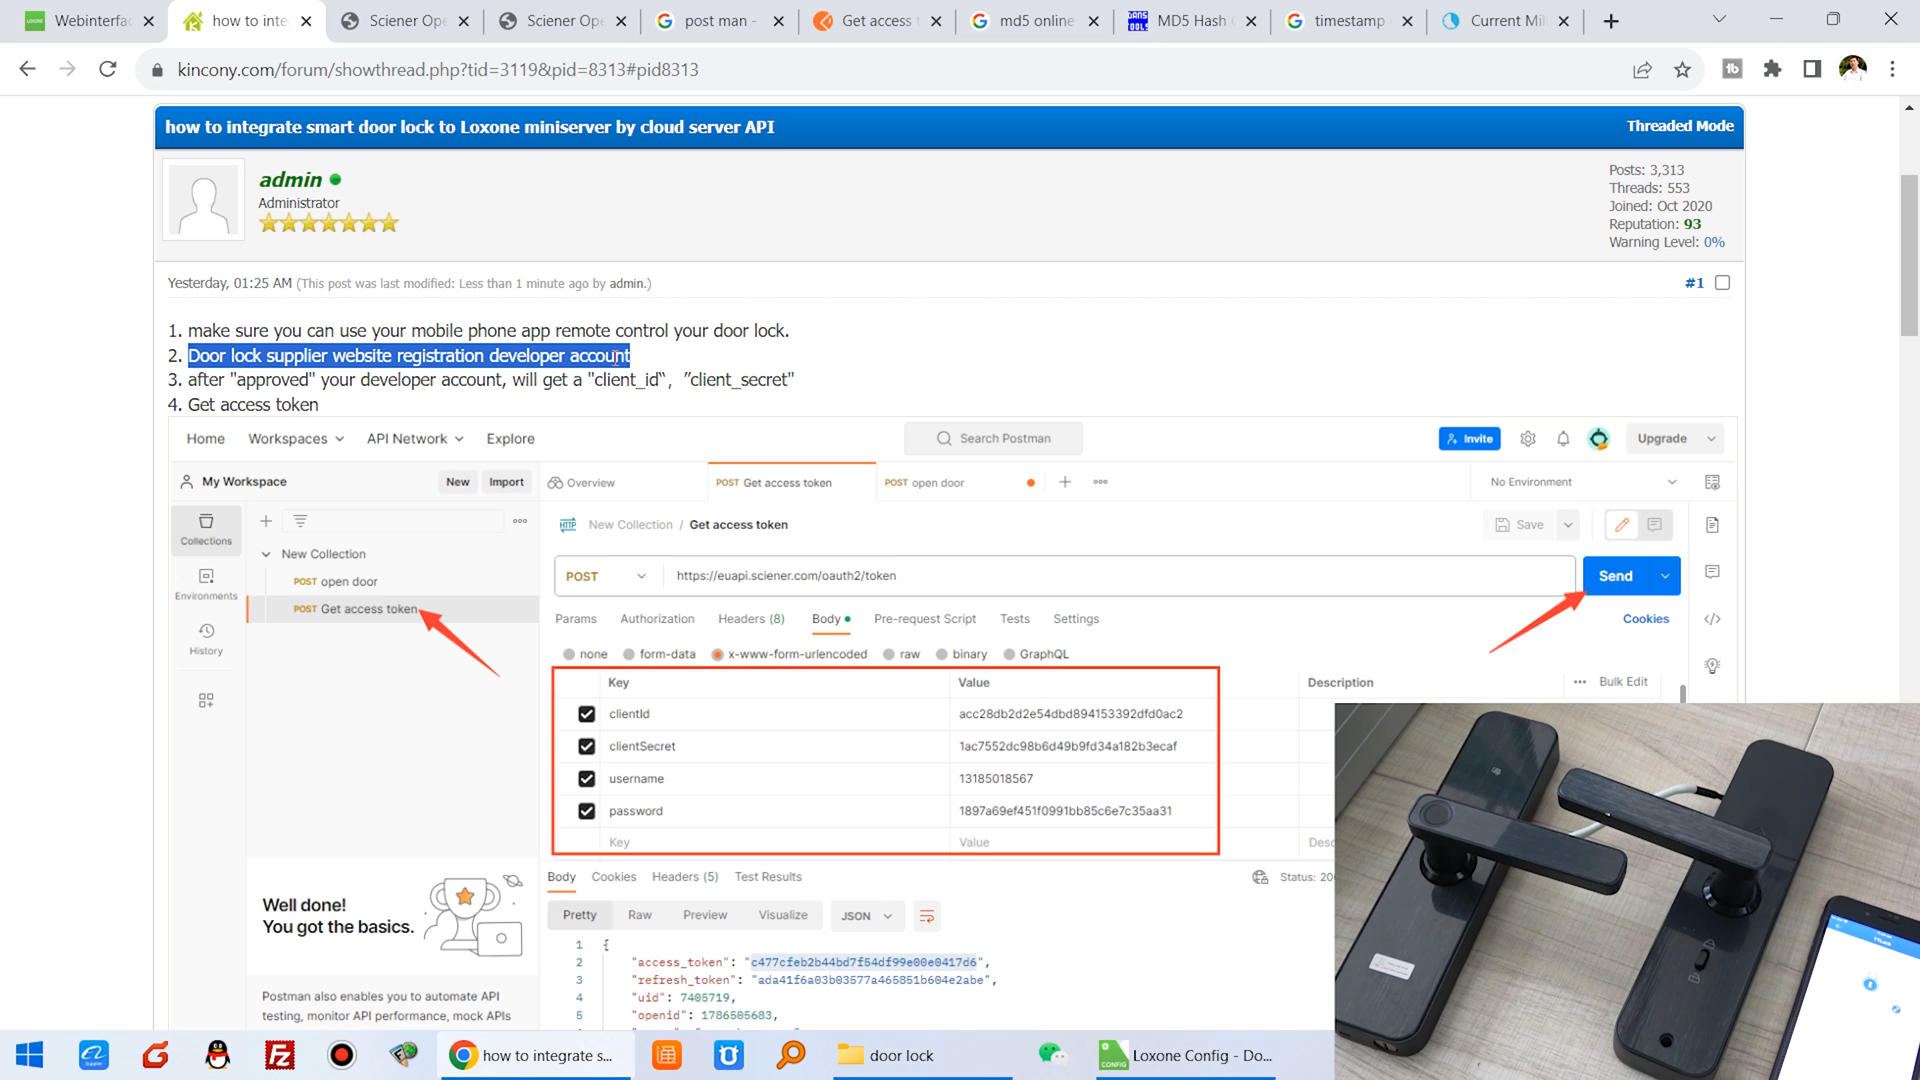 Webinterfac
how to inte
Sciener Ope
Sciener Ope
post man -
Get access t
md5 online
MD5 Hash G
timestamp
Current Mil
kincony.com/forum/showthread.php?tid=3119&pid=8313#pid8313
how to integrate smart door lock to Loxone miniserver by cloud server API
Threaded Mode
admin
Administrator
Posts: 3,313
Threads: 553
Joined: Oct 2020
Reputation: 93
Warning Level: 0%
Yesterday, 01:25 AM (This post was last modified: Less than 1 minute ago by admin.)
#1
1. make sure you can use your mobile phone app remote control your door lock.
2. Door lock supplier website registration developer account
3. after "approved" your developer account, will get a "client_id“, ”client_secret"
4. Get access token
Home Workspaces API Network Explore
Search Postman
Invite
Upgrade
My Workspace
New Import
Overview
POST Get access token
POST open door
No Environment
Collections
Environments
History
New Collection
POST open door
POST Get access token
HTTP New Collection / Get access token
Save
POST https://euapi.sciener.com/oauth2/token
Send
Params Authorization Headers (8) Body Pre-request Script Tests Settings
Cookies
none form-data x-www-form-urlencoded raw binary GraphQL
Key Value Description Bulk Edit
clientId acc28db2d2e54dbd894153392dfd0ac2
clientSecret 1ac7552dc98b6d49b9fd34a182b3ecaf
username 13185018567
password 1897a69ef451f0991bb85c6e7c35aa31
Key Value Desc
Body Cookies Headers (5) Test Results
Status: 20
Pretty Raw Preview Visualize JSON
1 {
2 "access_token": "c477cfeb2b44bd7f54df99e00e0417d6",
3 "refresh_token": "ada41f6a03b03577a465851b604e2abe",
4 "uid": 7405719,
5 "openid": 1786505683,
Well done!
You got the basics.
Postman also enables you to automate API
testing, monitor API performance, mock APIs
how to integrate s...
door lock
CONFIG
Loxone Config - Do...